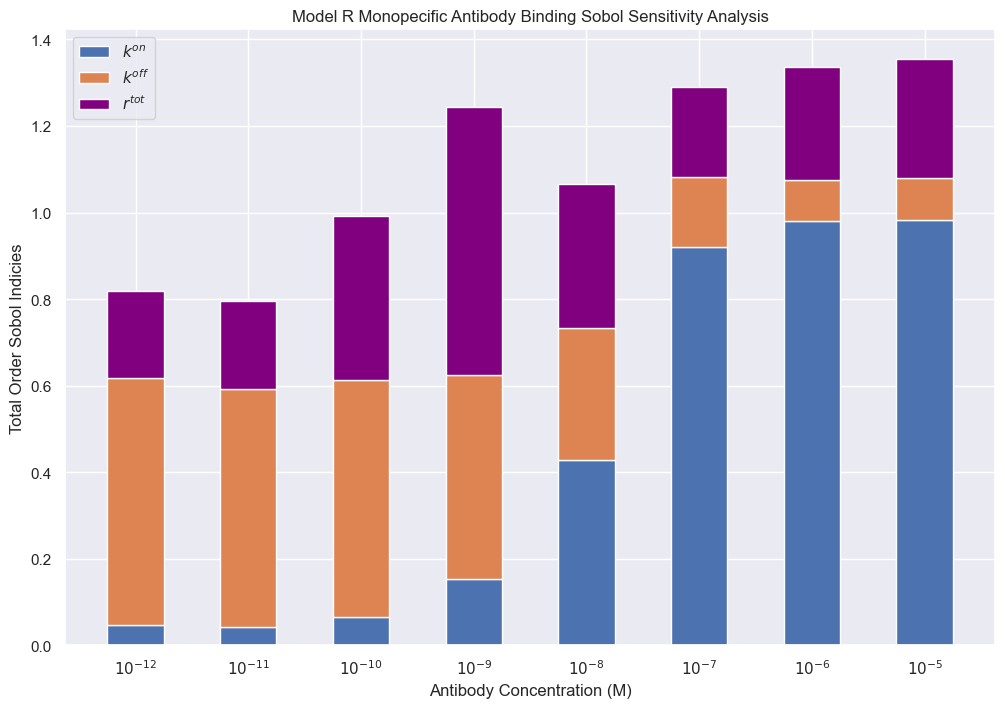 Model R Monopecific Antibody Binding Sobol Sensitivity Analysis
k^{on}
k^{off}
r^{tot}
Total Order Sobol Indicies
1.4
1.2
1.0
0.8
0.6
0.4
0.2
0.0
10^{-12} 10^{-11} 10^{-10} 10^{-9} 10^{-8} 10^{-7} 10^{-6} 10^{-5}
Antibody Concentration (M)